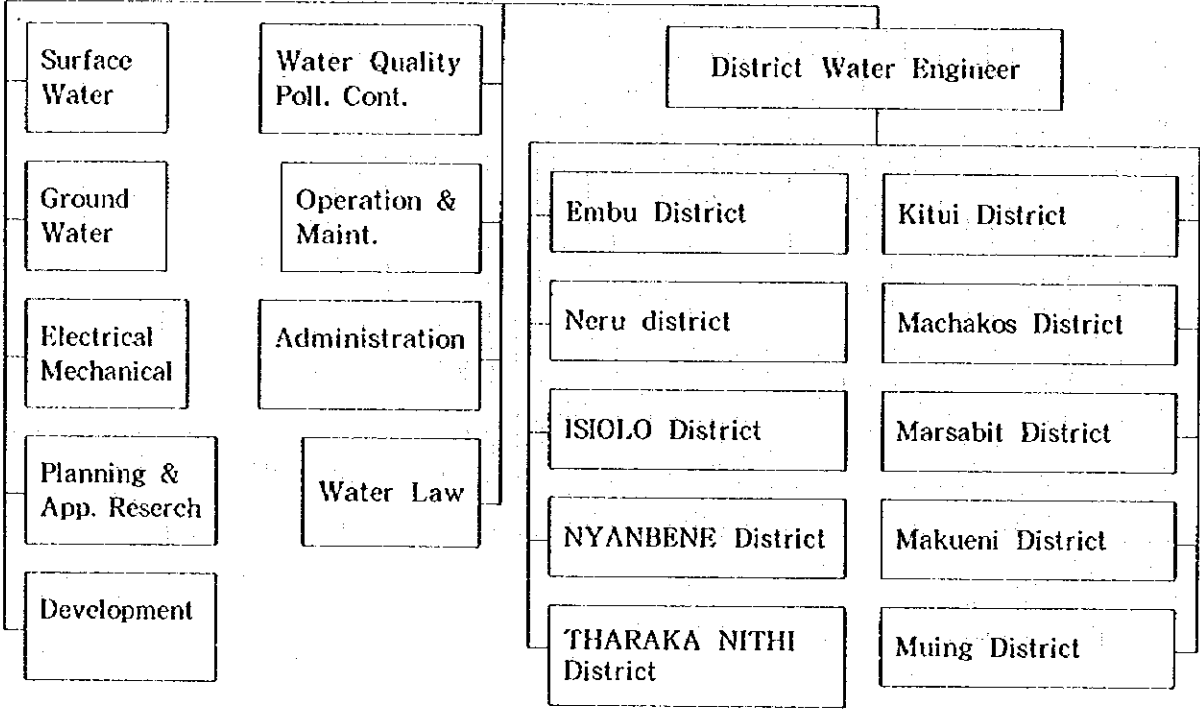 Surface
Water
Water Quality
Poll. Cont.
District Water Engineer
Ground
Water
Operation &
Maint.
Embu District
Kitui District
Electrical
Mechanical
Administration
Neru district
Machakos District
ISIOLO District
Marsabit District
Planning &
App. Reserch
Water Law
NYANBENE District
Makueni District
Development
THARAKA NITHI
District
Muing District